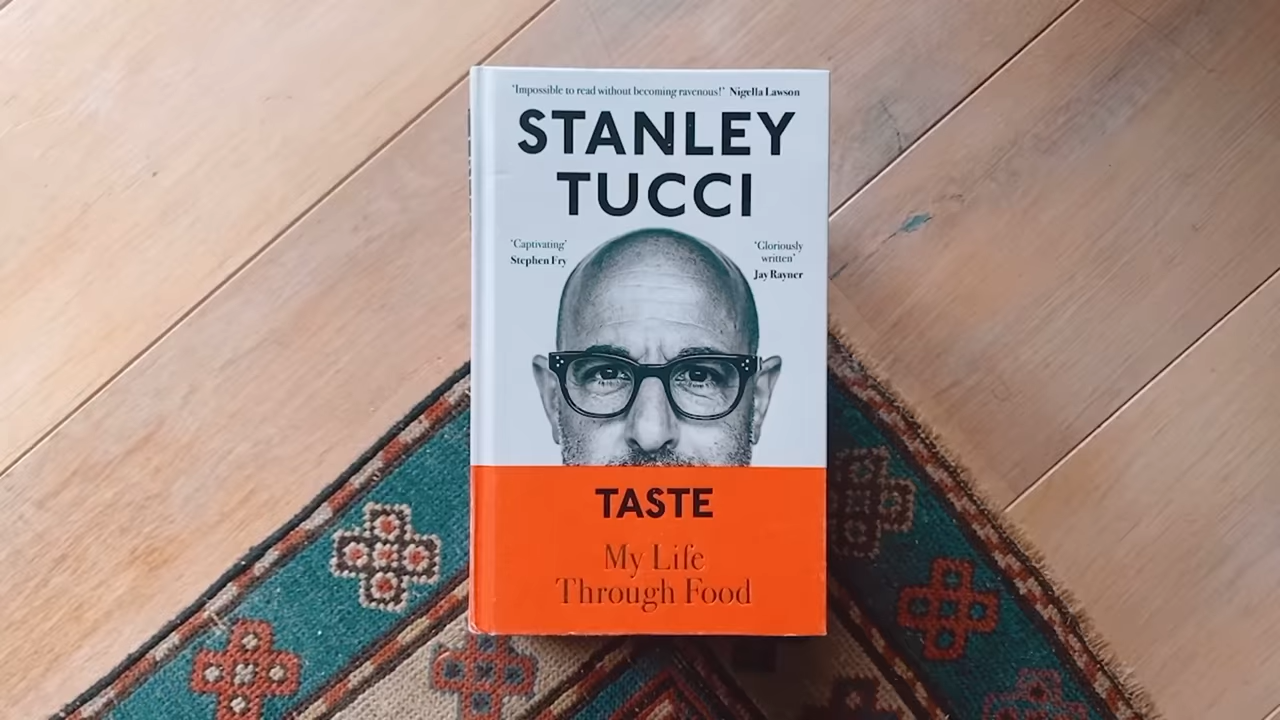 'Impossible to read without becoming ravenous!' Nigella Lawson
STANLEY
TUCCI
'Captivating'
Stephen Fry
'Gloriously
written'
Jay Rayner
TASTE
My Life
Through Food